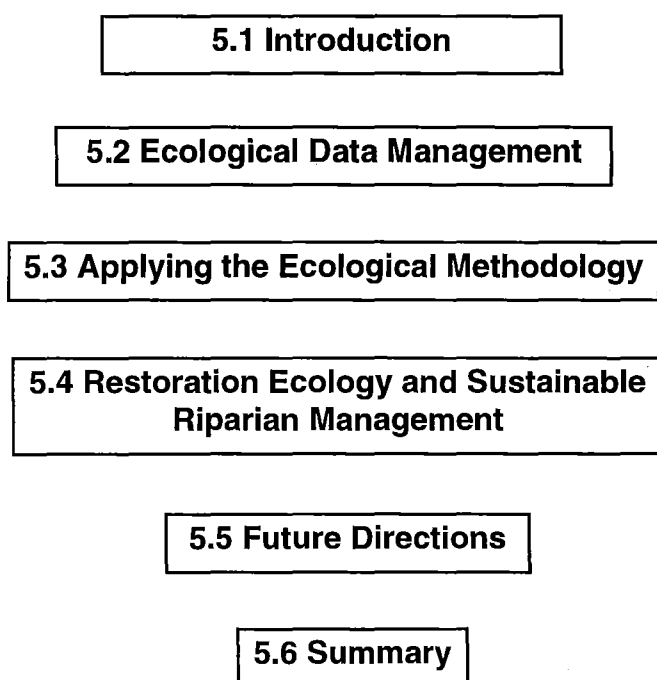 5.1 Introduction
5.2 Ecological Data Management
5.3 Applying the Ecological Methodology
5.4 Restoration Ecology and Sustainable
Riparian Management
5.5 Future Directions
5.6 Summary